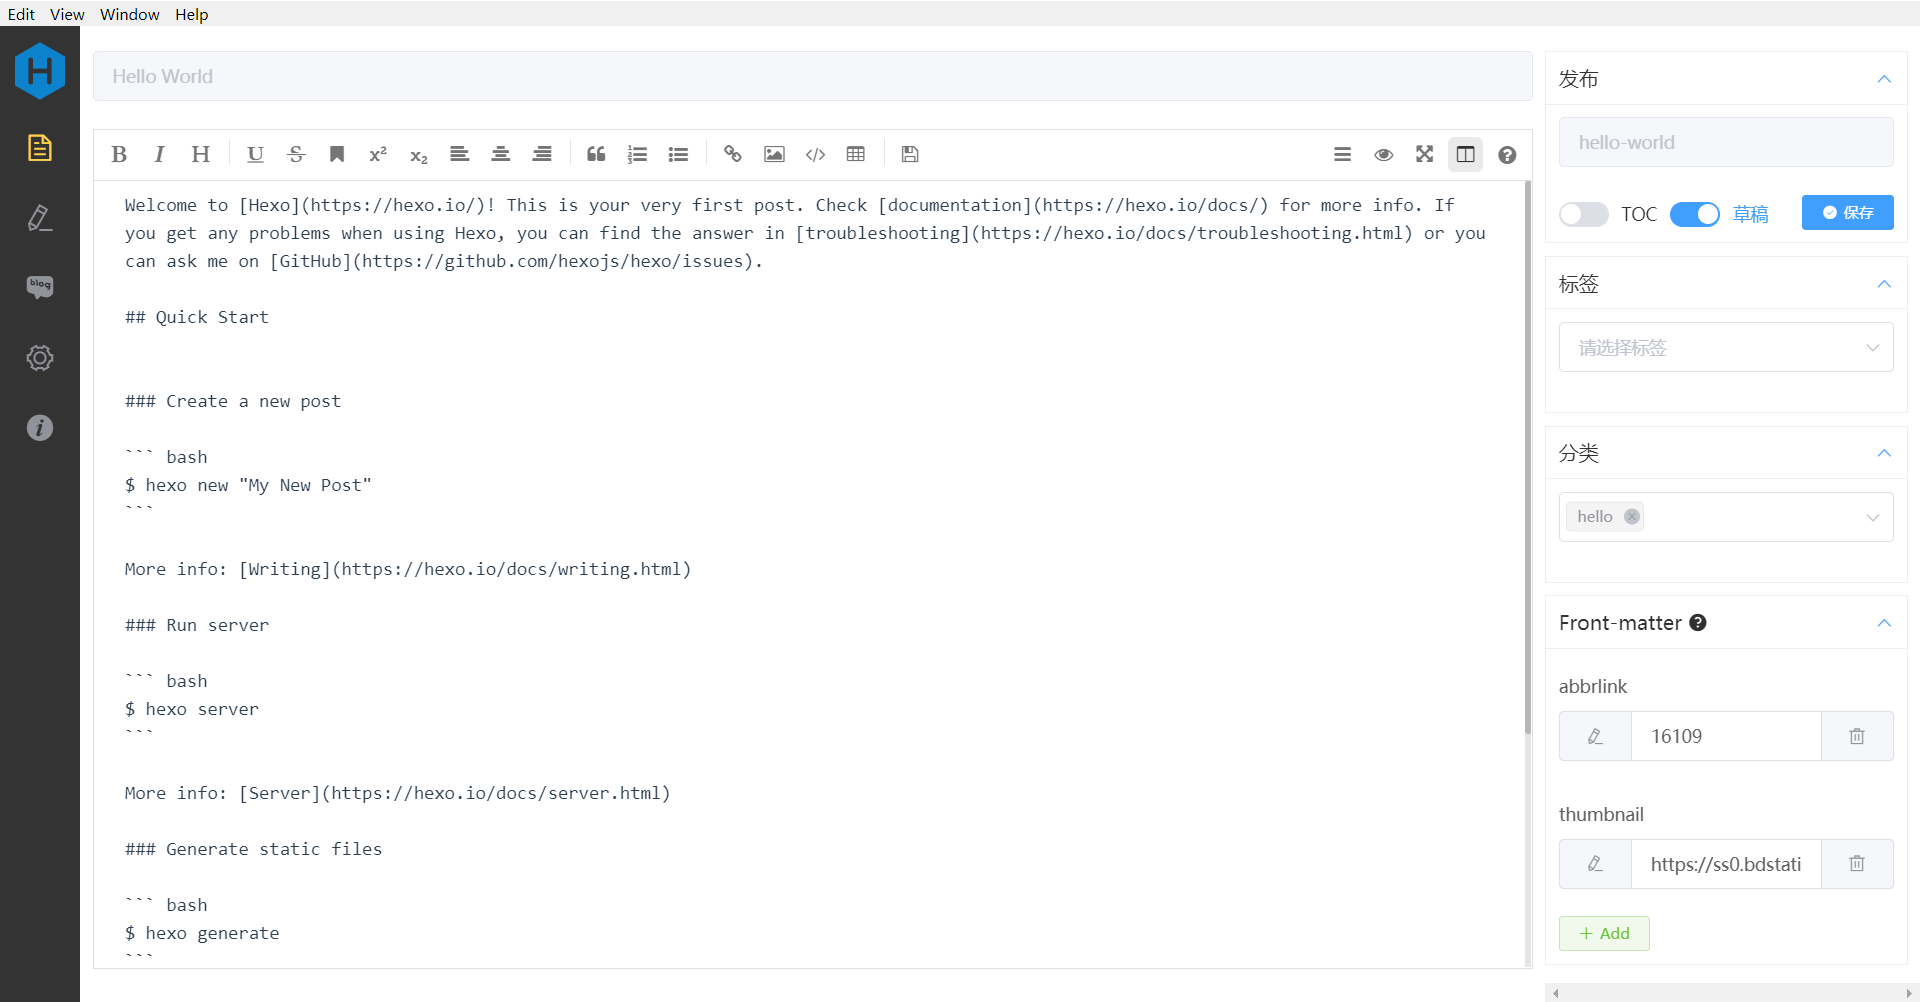 Edit View Window Help
Hello World
B I H U S x² x₂
Welcome to [Hexo](https://hexo.io/)! This is your very first post. Check [documentation](https://hexo.io/docs/) for more info. If
you get any problems when using Hexo, you can find the answer in [troubleshooting](https://hexo.io/docs/troubleshooting.html) or you
can ask me on [GitHub](https://github.com/hexojs/hexo/issues).
## Quick Start
### Create a new post
``` bash
$ hexo new "My New Post"
```
More info: [Writing](https://hexo.io/docs/writing.html)
### Run server
``` bash
$ hexo server
```
More info: [Server](https://hexo.io/docs/server.html)
### Generate static files
``` bash
$ hexo generate
```
H
blog
发布
hello-world
TOC 草稿 保存
标签
请选择标签
分类
hello
Front-matter
abbrlink
16109
thumbnail
https://ss0.bdstati
+ Add